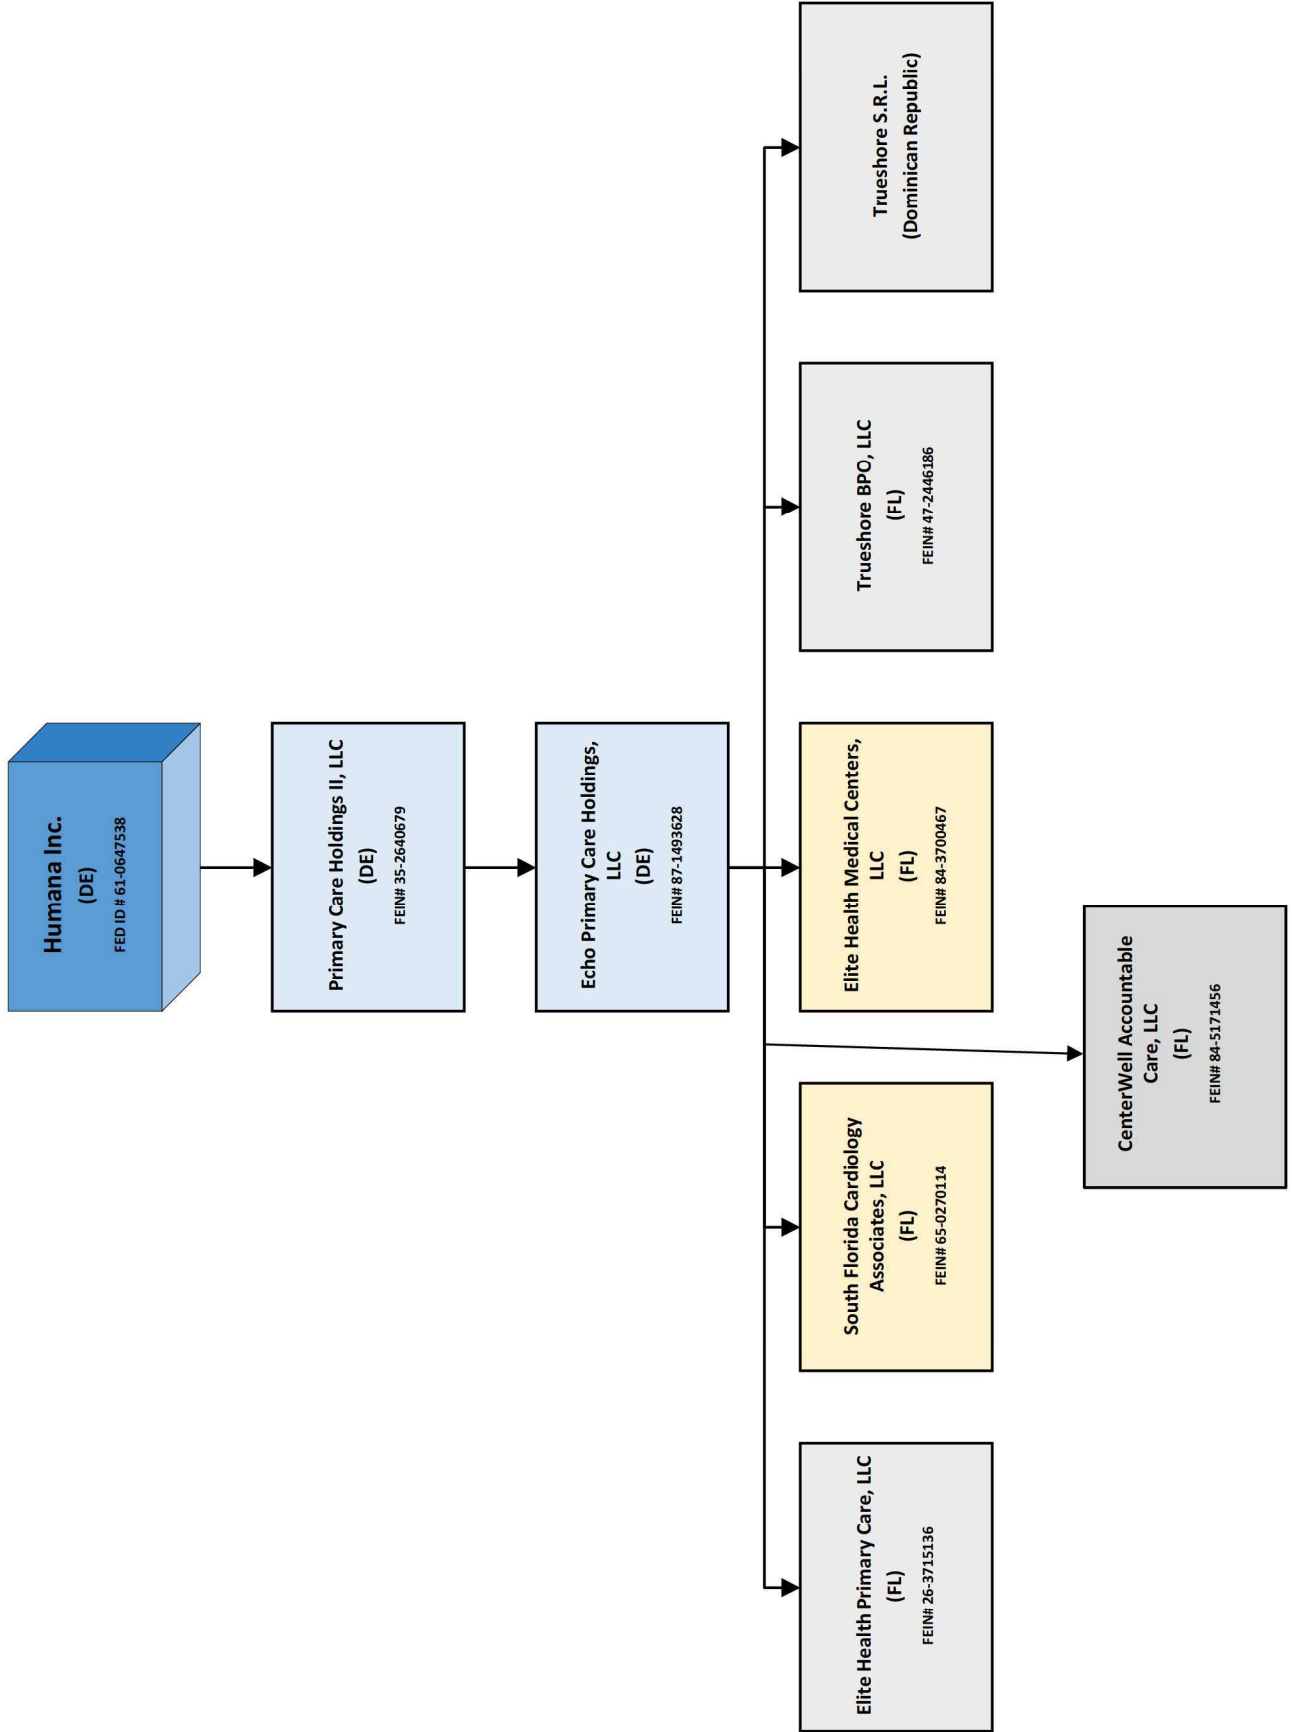 Humana Inc.
(DE)
FED ID # 61-0647538
Primary Care Holdings II, LLC
(DE)
FEIN# 35-2640679
Echo Primary Care Holdings,
LLC
(DE)
FEIN# 87-1493628
Elite Health Primary Care, LLC
(FL)
FEIN# 26-3715136
South Florida Cardiology
Associates, LLC
(FL)
FEIN# 65-0270114
Elite Health Medical Centers,
LLC
(FL)
FEIN# 84-3700467
Trueshore BPO, LLC
(FL)
FEIN# 47-2446186
Trueshore S.R.L.
(Dominican Republic)
CenterWell Accountable
Care, LLC
(FL)
FEIN# 84-5171456